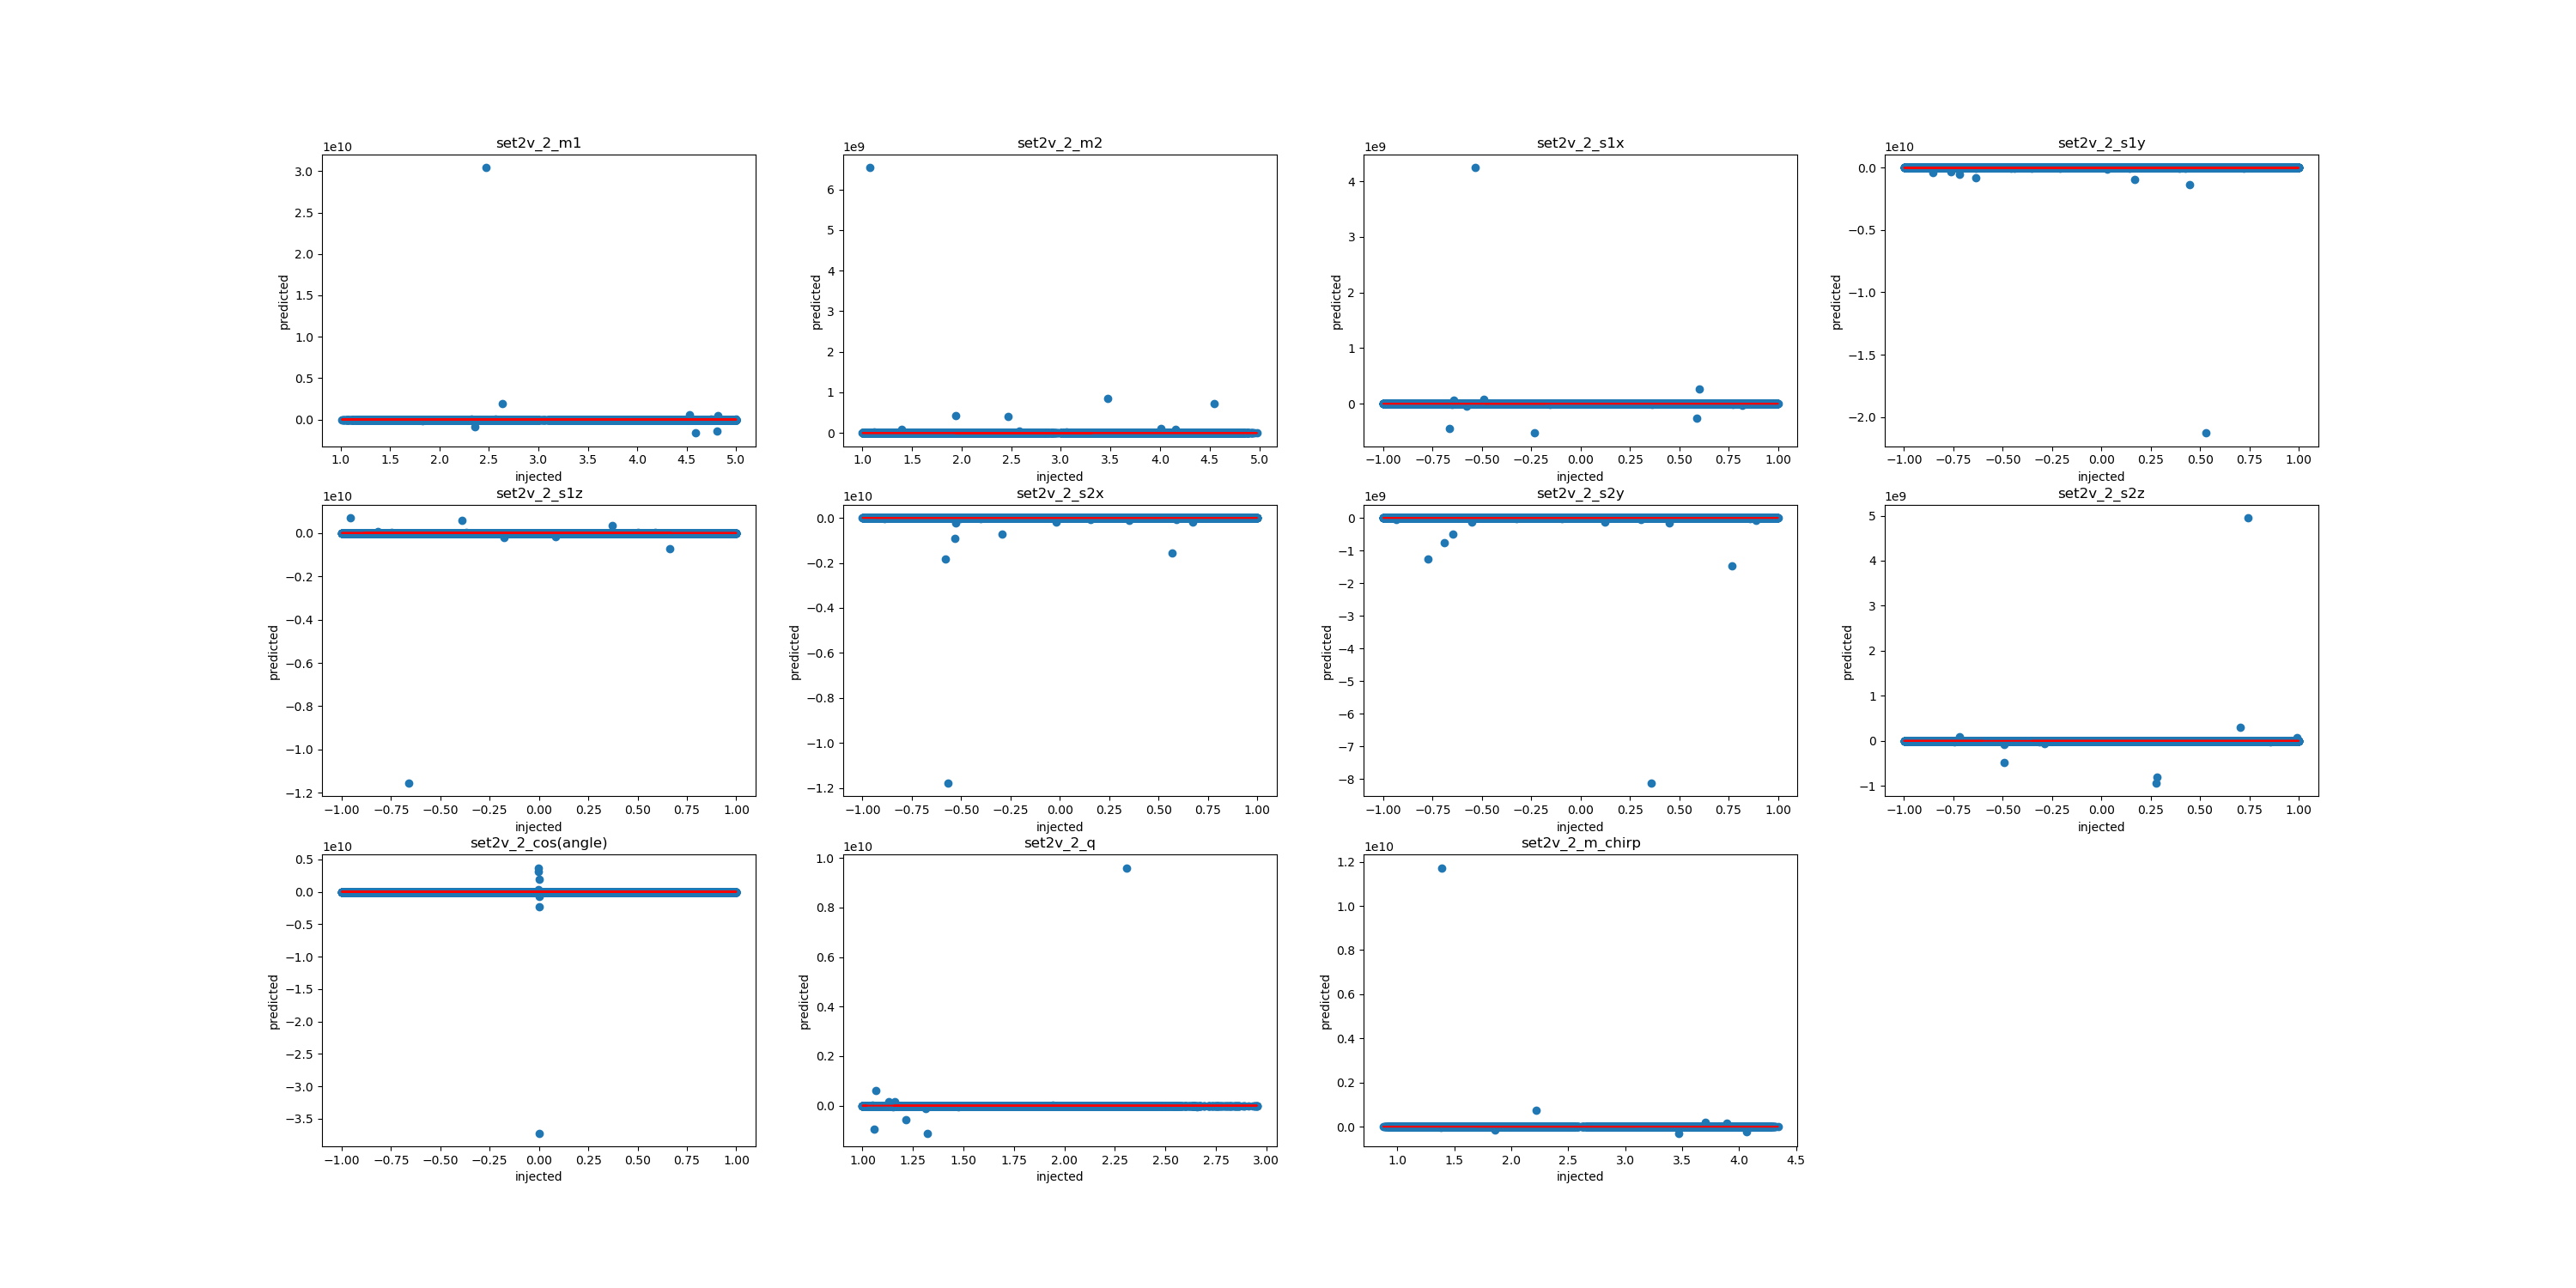 set2v_2_m1 set2v_2_m2 set2v_2_s1x set2v_2_s1y
1e10 1e9 1e9 1e10
3.0
2.5
2.0
1.5
1.0
0.5
0.0
predicted
1.0 1.5 2.0 2.5 3.0 3.5 4.0 4.5 5.0
injected
6
5
4
3
2
1
0
predicted
1.0 1.5 2.0 2.5 3.0 3.5 4.0 4.5 5.0
injected
4
3
2
1
0
predicted
−1.00 −0.75 −0.50 −0.25 0.00 0.25 0.50 0.75 1.00
injected
0.0
−0.5
−1.0
−1.5
−2.0
predicted
−1.00 −0.75 −0.50 −0.25 0.00 0.25 0.50 0.75 1.00
injected
set2v_2_s1z set2v_2_s2x set2v_2_s2y set2v_2_s2z
1e10 1e10 1e9 1e9
0.0
−0.2
−0.4
−0.6
−0.8
−1.0
−1.2
predicted
−1.00 −0.75 −0.50 −0.25 0.00 0.25 0.50 0.75 1.00
injected
0.0
−0.2
−0.4
−0.6
−0.8
−1.0
−1.2
predicted
−1.00 −0.75 −0.50 −0.25 0.00 0.25 0.50 0.75 1.00
injected
0
−1
−2
−3
−4
−5
−6
−7
−8
predicted
−1.00 −0.75 −0.50 −0.25 0.00 0.25 0.50 0.75 1.00
injected
5
4
3
2
1
0
−1
predicted
−1.00 −0.75 −0.50 −0.25 0.00 0.25 0.50 0.75 1.00
injected
set2v_2_cos(angle) set2v_2_q set2v_2_m_chirp
1e10 1e10 1e10
0.5
0.0
−0.5
−1.0
−1.5
−2.0
−2.5
−3.0
−3.5
predicted
−1.00 −0.75 −0.50 −0.25 0.00 0.25 0.50 0.75 1.00
injected
1.0
0.8
0.6
0.4
0.2
0.0
predicted
1.00 1.25 1.50 1.75 2.00 2.25 2.50 2.75 3.00
injected
1.2
1.0
0.8
0.6
0.4
0.2
0.0
predicted
1.0 1.5 2.0 2.5 3.0 3.5 4.0 4.5
injected